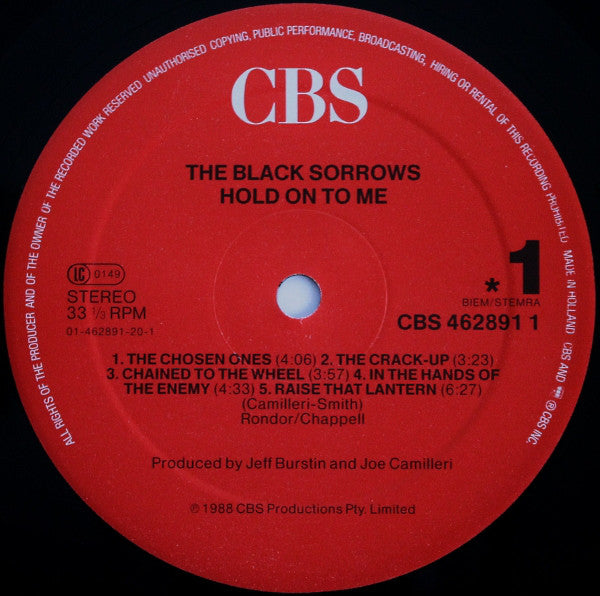 ALL RIGHTS OF THE PRODUCER AND OF THE OWNER OF THE RECORDED WORK RESERVED UNAUTHORISED COPYING, PUBLIC PERFORMANCE, BROADCASTING, HIRING OR RENTAL OF THIS RECORDING PROHIBITED MADE IN HOLLAND CBS AND ℗ CBS INC.
CBS
THE BLACK SORROWS
HOLD ON TO ME
LC 0149
STEREO
33 1/3 RPM
01-462891-20-1
* 1
BIEM/STEMRA
CBS 462891 1
1. THE CHOSEN ONES (4:06) 2. THE CRACK-UP (3:23)
3. CHAINED TO THE WHEEL (3:57) 4. IN THE HANDS OF
THE ENEMY (4:33) 5. RAISE THAT LANTERN (6:27)
(Camilleri-Smith)
Rondor/Chappell
Produced by Jeff Burstin and Joe Camilleri
℗ 1988 CBS Productions Pty. Limited